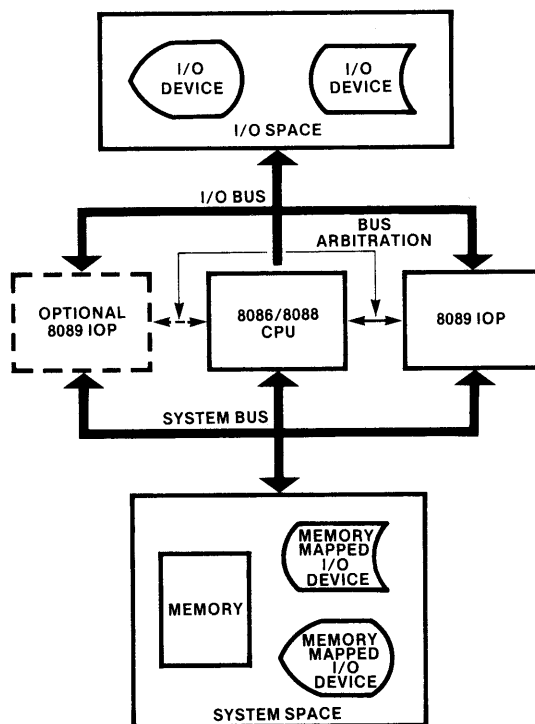 I/O
DEVICE
I/O
DEVICE
I/O SPACE
I/O BUS
BUS
ARBITRATION
OPTIONAL
8089 IOP
8086/8088
CPU
8089 IOP
SYSTEM BUS
MEMORY
MEMORY
MAPPED
I/O
DEVICE
MEMORY
MAPPED
I/O
DEVICE
SYSTEM SPACE